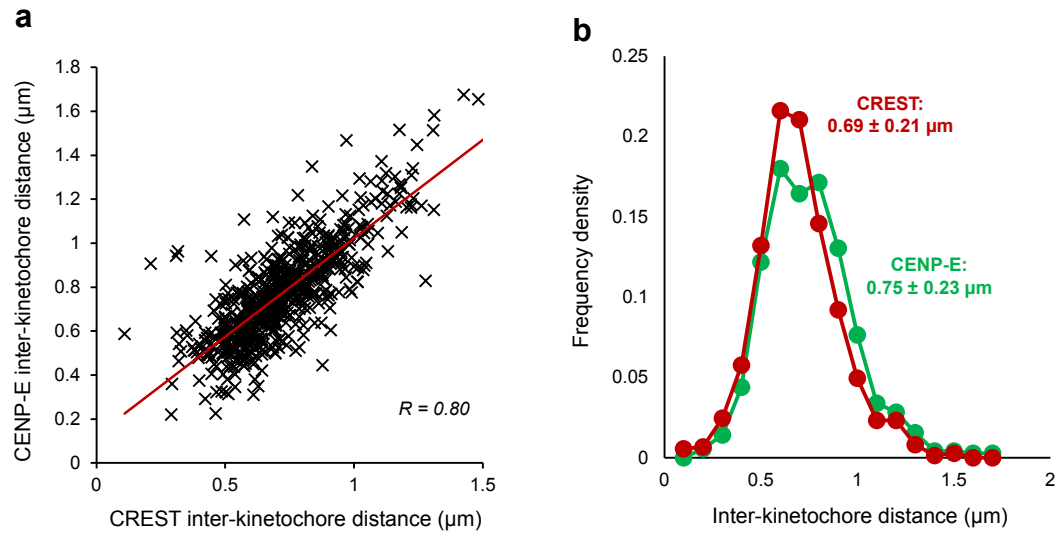 a
CENP-E inter-kinetochore distance (µm)
1.8
1.6
1.4
1.2
1
0.8
0.6
0.4
0.2
0
R = 0.80
0
0.5
1
1.5
CREST inter-kinetochore distance (µm)
b
Frequency density
0.25
0.2
0.15
0.1
0.05
0
CREST:
0.69 ± 0.21 µm
CENP-E:
0.75 ± 0.23 µm
0
0.5
1
1.5
2
Inter-kinetochore distance (µm)